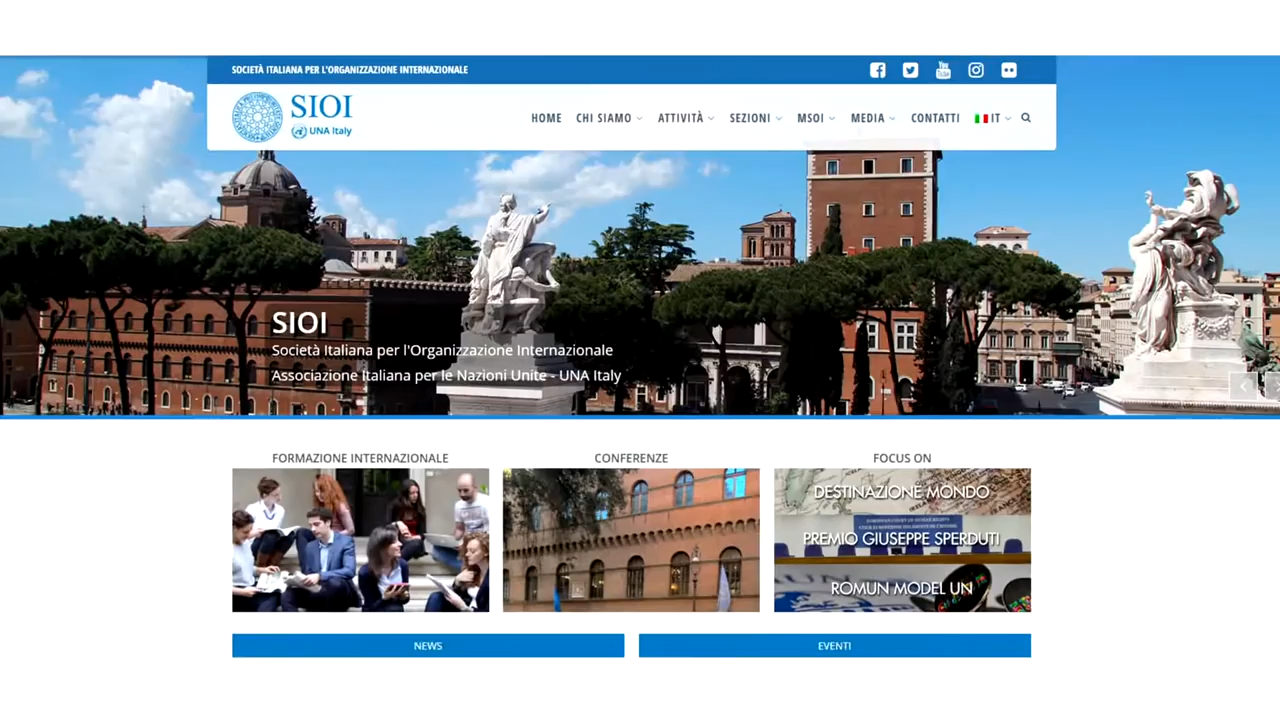 SOCIETÀ ITALIANA PER L'ORGANIZZAZIONE INTERNAZIONALE
SIOI
UNA Italy
HOME CHI SIAMO ATTIVITÀ SEZIONI MSOI MEDIA CONTATTI IT
SIOI
Società Italiana per l'Organizzazione Internazionale
Associazione Italiana per le Nazioni Unite - UNA Italy
FORMAZIONE INTERNAZIONALE
CONFERENZE
FOCUS ON
DESTINAZIONE MONDO
PREMIO GIUSEPPE SPERDUTI
ROMUN MODEL UN
NEWS
EVENTI